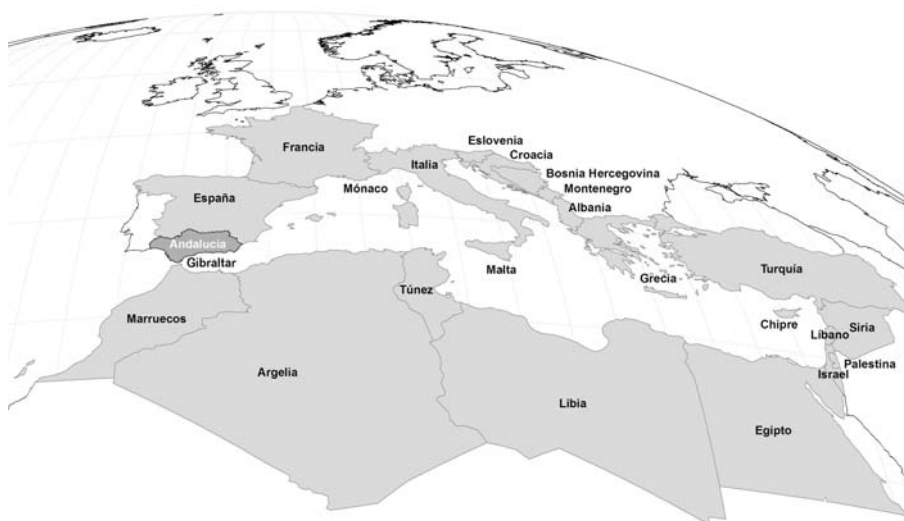 Eslovenia
Francia
Croacia
Italia
Bosnia Hercegovina
Mónaco
Montenegro
España
Albania
Andalucía
Gibraltar
Malta
Turquía
Grecia
Túnez
Marruecos
Chipre
Siria
Líbano
Palestina
Argelia
Israel
Libia
Egipto